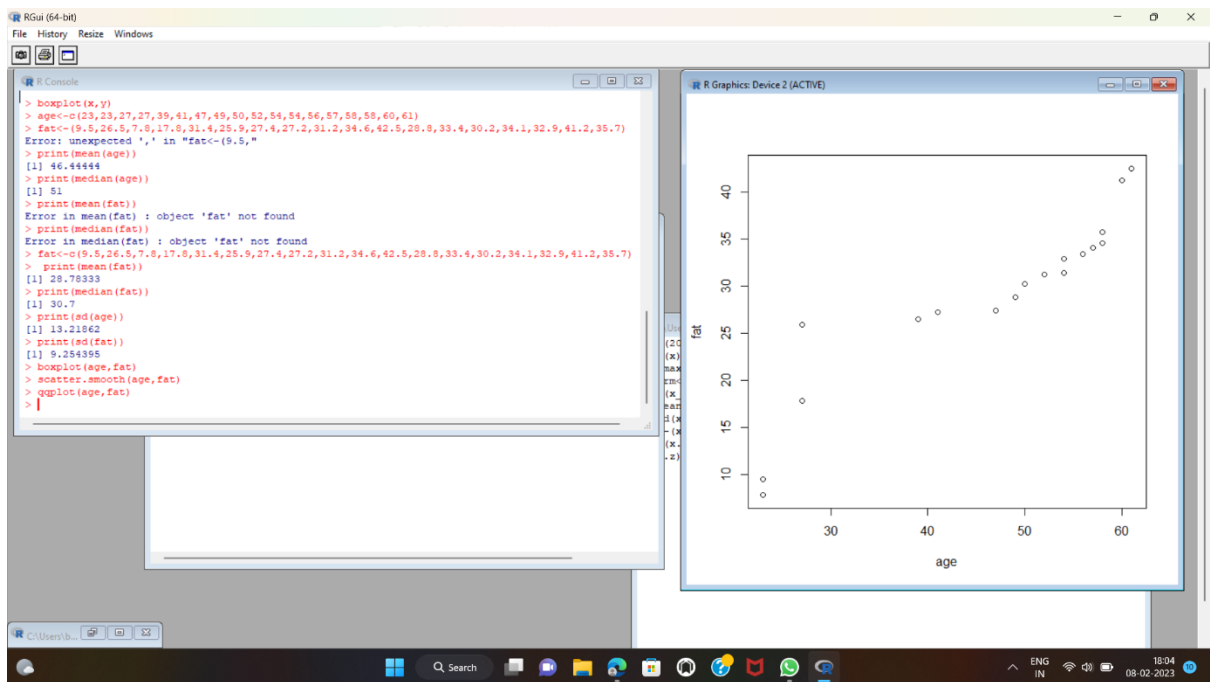 RGui (64-bit)
File History Resize Windows
R Console
> boxplot(x,y)
> age<-c(23,23,27,27,39,41,47,49,50,52,54,54,56,57,58,58,60,61)
> fat<-(9.5,26.5,7.8,17.8,31.4,25.9,27.4,27.2,31.2,34.6,42.5,28.8,33.4,30.2,34.1,32.9,41.2,35.7)
Error: unexpected ',' in "fat<-(9.5,"
> print(mean(age))
[1] 46.44444
> print(median(age))
[1] 51
> print(mean(fat))
Error in mean(fat) : object 'fat' not found
> print(median(fat))
Error in median(fat) : object 'fat' not found
> fat<-c(9.5,26.5,7.8,17.8,31.4,25.9,27.4,27.2,31.2,34.6,42.5,28.8,33.4,30.2,34.1,32.9,41.2,35.7)
>  print(mean(fat))
[1] 28.78333
> print(median(fat))
[1] 30.7
> print(sd(age))
[1] 13.21862
> print(sd(fat))
[1] 9.254395
> boxplot(age,fat)
> scatter.smooth(age,fat)
> qqplot(age,fat)
>
R Graphics: Device 2 (ACTIVE)
fat
40
35
30
25
20
15
10
30 40 50 60
age
C:\Users\b...
Search
ENG
IN
18:04
08-02-2023
10